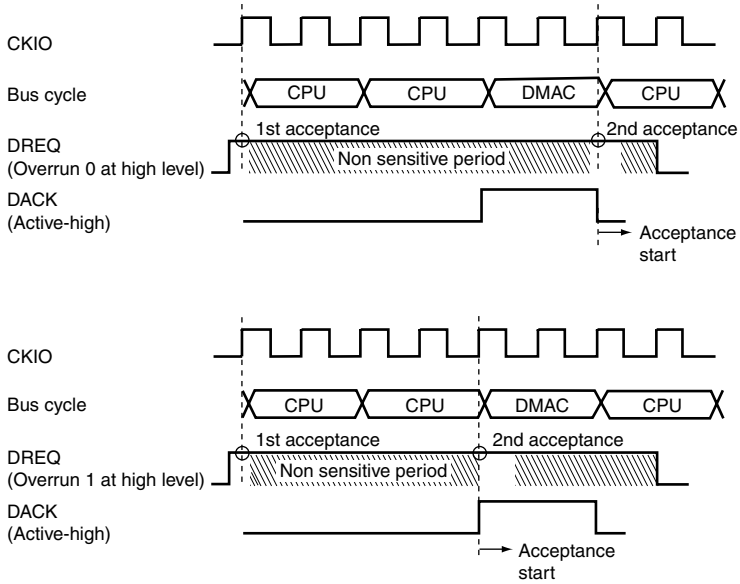 CKIO
Bus cycle
CPU CPU DMAC CPU
1st acceptance 2nd acceptance
DREQ
(Overrun 0 at high level)
Non sensitive period
DACK
(Active-high)
Acceptance
start
CKIO
Bus cycle
CPU CPU DMAC CPU
1st acceptance 2nd acceptance
DREQ
(Overrun 1 at high level)
Non sensitive period
DACK
(Active-high)
Acceptance
start